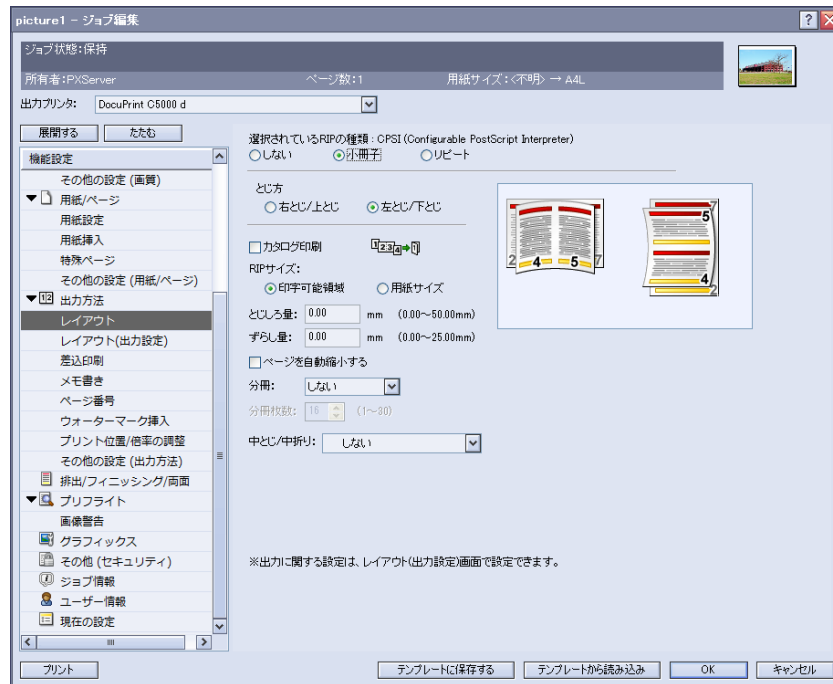 picture1 - ジョブ編集
ジョブ状態:保持
所有者:PXServer ページ数:1 用紙サイズ:<不明> → A4L
出力プリンタ: DocuPrint C5000 d
展開する たたむ
機能設定
その他の設定 (画質)
用紙/ページ
用紙設定
用紙挿入
特殊ページ
その他の設定 (用紙/ページ)
出力方法
レイアウト
レイアウト(出力設定)
差込印刷
メモ書き
ページ番号
ウォーターマーク挿入
プリント位置/倍率の調整
その他の設定 (出力方法)
排出/フィニッシング/両面
プリフライト
画像警告
グラフィックス
その他 (セキュリティ)
ジョブ情報
ユーザー情報
現在の設定
選択されているRIPの種類 : CPSI (Configurable PostScript Interpreter)
しない 小冊子 リピート
とじ方
右とじ/上とじ 左とじ/下とじ
2 4 5 7
5 4 2
カタログ印刷
RIPサイズ:
印字可能領域 用紙サイズ
とじしろ量: 0.00 mm (0.00~50.00mm)
ずらし量: 0.00 mm (0.00~25.00mm)
ページを自動縮小する
分冊: しない
分冊枚数: 16 (1~30)
中とじ/中折り: しない
※出力に関する設定は、レイアウト(出力設定)画面で設定できます。
プリント テンプレートに保存する テンプレートから読み込み OK キャンセル